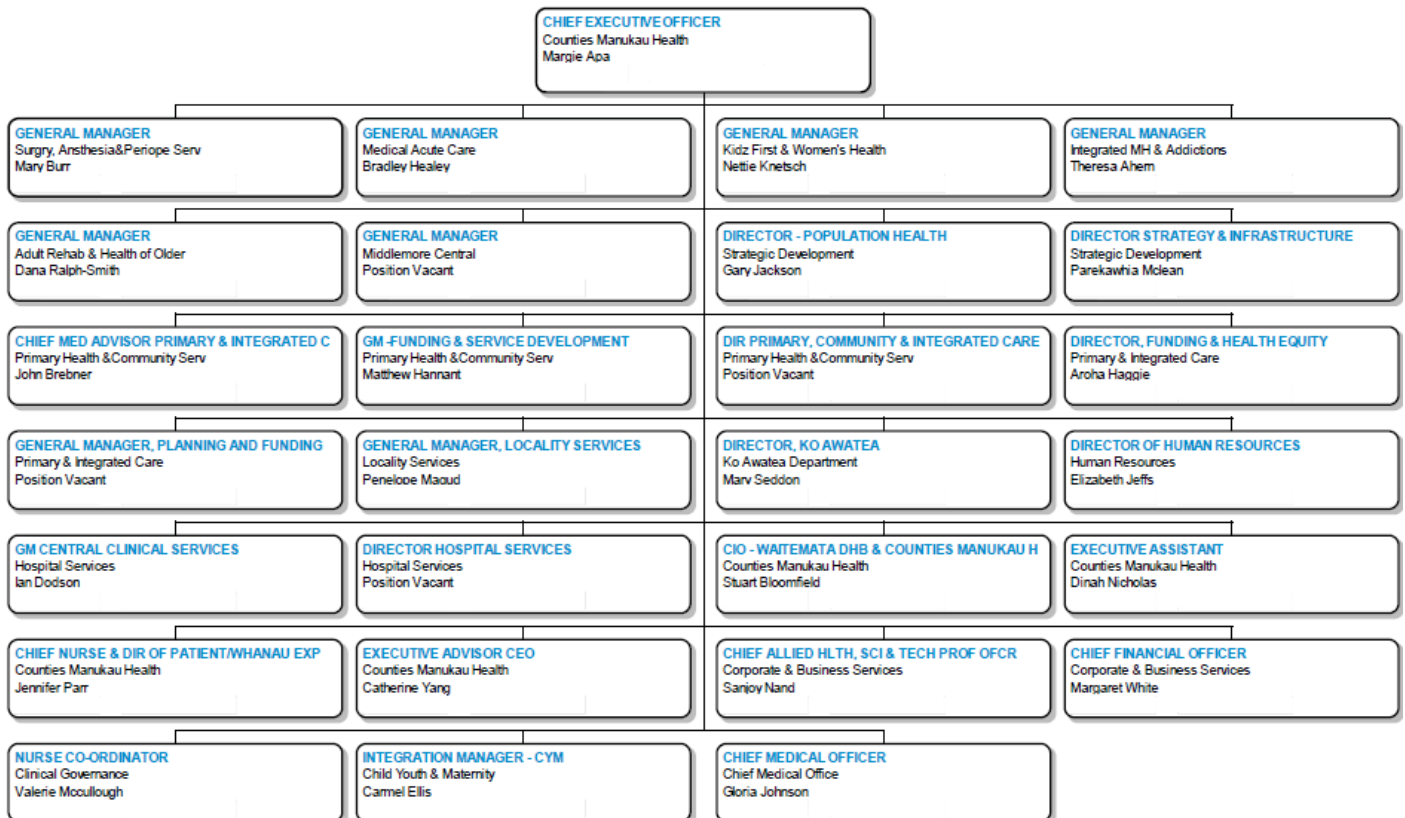 CHIEF EXECUTIVE OFFICER
Counties Manukau Health
Margie Apa
GENERAL MANAGER
Surgry, Ansthesia&Periope Serv
Mary Burr
GENERAL MANAGER
Medical Acute Care
Bradley Healey
GENERAL MANAGER
Kidz First & Women's Health
Nettie Knetsch
GENERAL MANAGER
Integrated MH & Addictions
Theresa Ahern
GENERAL MANAGER
Adult Rehab & Health of Older
Dana Ralph-Smith
GENERAL MANAGER
Middlemore Central
Position Vacant
DIRECTOR - POPULATION HEALTH
Strategic Development
Gary Jackson
DIRECTOR STRATEGY & INFRASTRUCTURE
Strategic Development
Parekawhia Mclean
CHIEF MED ADVISOR PRIMARY & INTEGRATED C
Primary Health &Community Serv
John Brebner
GM -FUNDING & SERVICE DEVELOPMENT
Primary Health &Community Serv
Matthew Hannant
DIR PRIMARY, COMMUNITY & INTEGRATED CARE
Primary Health &Community Serv
Position Vacant
DIRECTOR, FUNDING & HEALTH EQUITY
Primary & Integrated Care
Aroha Haggie
GENERAL MANAGER, PLANNING AND FUNDING
Primary & Integrated Care
Position Vacant
GENERAL MANAGER, LOCALITY SERVICES
Locality Services
Penelope Magud
DIRECTOR, KO AWATEA
Ko Awatea Department
Mary Seddon
DIRECTOR OF HUMAN RESOURCES
Human Resources
Elizabeth Jeffs
GM CENTRAL CLINICAL SERVICES
Hospital Services
Ian Dodson
DIRECTOR HOSPITAL SERVICES
Hospital Services
Position Vacant
CIO - WAITEMATA DHB & COUNTIES MANUKAU H
Counties Manukau Health
Stuart Bloomfield
EXECUTIVE ASSISTANT
Counties Manukau Health
Dinah Nicholas
CHIEF NURSE & DIR OF PATIENT/WHANAU EXP
Counties Manukau Health
Jennifer Parr
EXECUTIVE ADVISOR CEO
Counties Manukau Health
Catherine Yang
CHIEF ALLIED HLTH, SCI & TECH PROF OFCR
Corporate & Business Services
Sanjoy Nand
CHIEF FINANCIAL OFFICER
Corporate & Business Services
Margaret White
NURSE CO-ORDINATOR
Clinical Governance
Valerie Mccullough
INTEGRATION MANAGER - CYM
Child Youth & Maternity
Carmel Ellis
CHIEF MEDICAL OFFICER
Chief Medical Office
Gloria Johnson